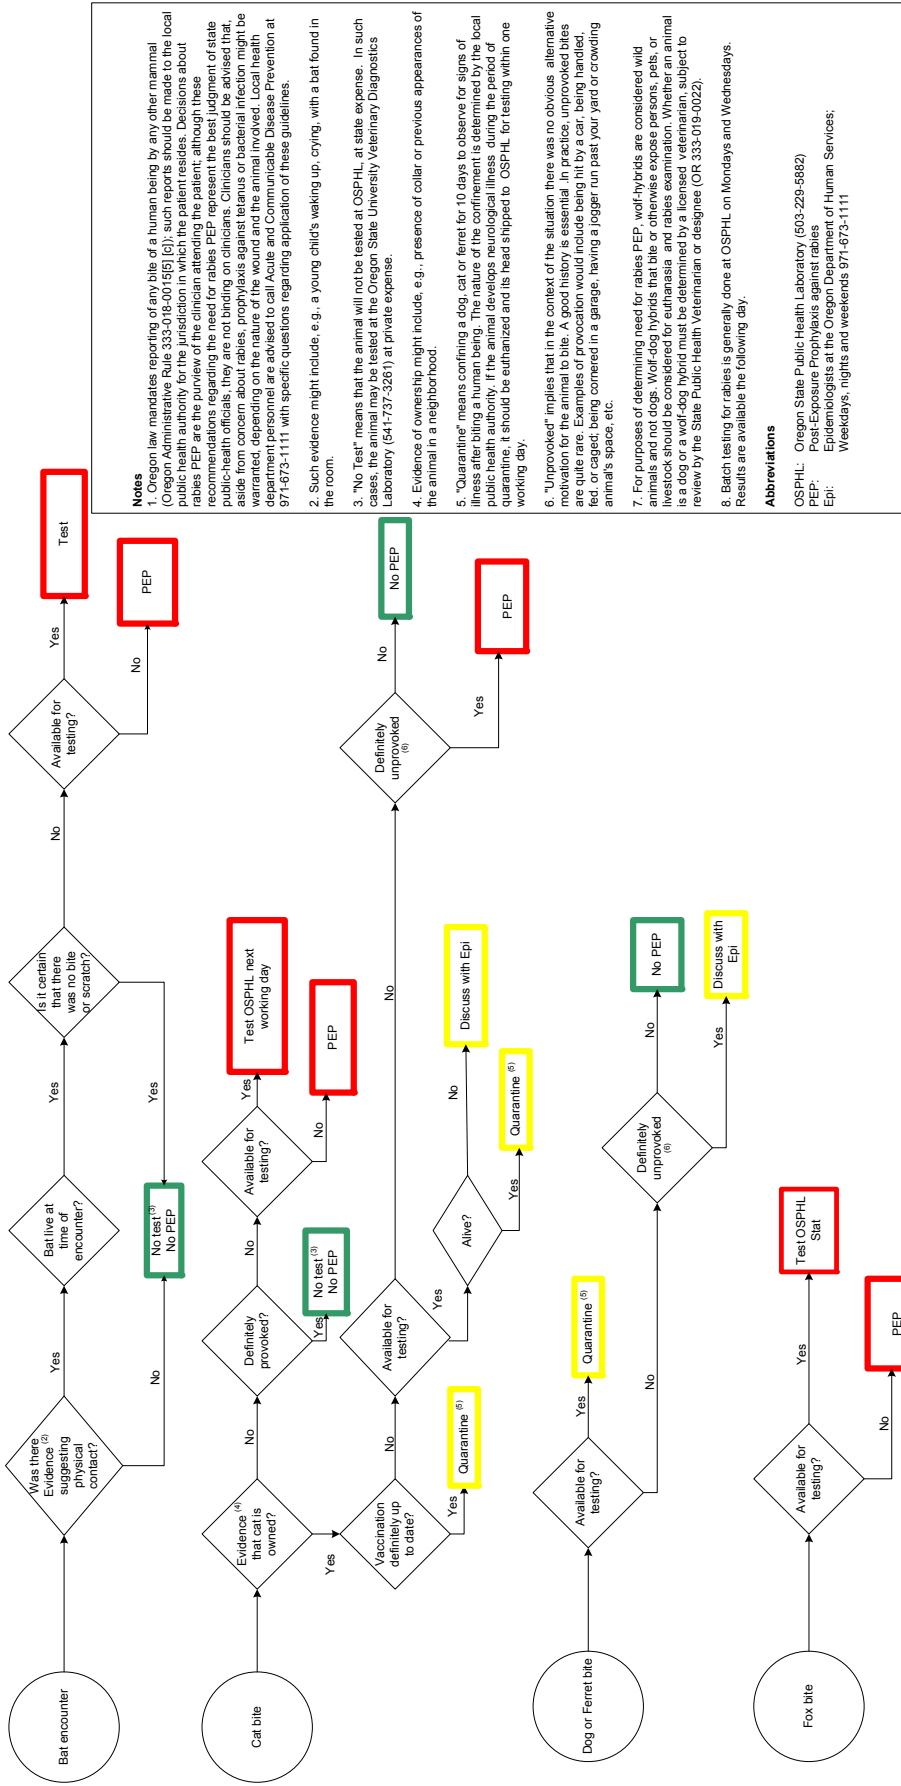 Bat encounter
Was there
Evidence (2)
suggesting
physical
contact?
Yes
No
Bat live at
time of
encounter?
Yes
No test (3)
No PEP
Is it certain
that there
was no bite
or scratch?
Yes
No
Available for
testing?
Yes
Test
No
PEP
Cat bite
Evidence (4)
that cat is
owned?
No
Yes
Definitely
provoked?
No
Yes
No test (3)
No PEP
Available for
testing?
Yes
Test OSPHL next
working day
No
PEP
Vaccination
definitely up
to date?
No
Yes
Quarantine (5)
Available for
testing?
Yes
No
Alive?
No
Discuss with Epi
Yes
Quarantine (5)
Definitely
unprovoked
(6)
No
No PEP
Yes
PEP
Dog or Ferret bite
Available for
testing?
Yes
Quarantine (5)
No
Definitely
unprovoked
(6)
No
No PEP
Yes
Discuss with
Epi
Fox bite
Available for
testing?
Yes
Test OSPHL
Stat
No
PEP
Notes
1. Oregon law mandates reporting of any bite of a human being by any other mammal
(Oregon Administrative Rule 333-018-0015[5] [c]); such reports should be made to the local
public health authority for the jurisdiction in which the patient resides. Decisions about
rabies PEP are the purview of the clinician attending the patient; although these
recommendations regarding the need for rabies PEP represent the best judgment of state
public-health officials, they are not binding on clinicians. Clinicians should be advised that,
aside from concern about rabies, prophylaxis against tetanus or bacterial infection might be
warranted, depending on the nature of the wound and the animal involved. Local health
department personnel are advised to call Acute and Communicable Disease Prevention at
971-673-1111 with specific questions regarding application of these guidelines.
2. Such evidence might include, e.g., a young child's waking up, crying, with a bat found in
the room.
3. "No Test" means that the animal will not be tested at OSPHL, at state expense. In such
cases, the animal may be tested at the Oregon State University Veterinary Diagnostics
Laboratory (541-737-3261) at private expense.
4. Evidence of ownership might include, e.g., presence of collar or previous appearances of
the animal in a neighborhood.
5. "Quarantine" means confining a dog, cat or ferret for 10 days to observe for signs of
illness after biting a human being. The nature of the confinement is determined by the local
public health authority. If the animal develops neurological illness during the period of
quarantine, it should be euthanized and its head shipped to OSPHL for testing within one
working day.
6. "Unprovoked" implies that in the context of the situation there was no obvious alternative
motivation for the animal to bite. A good history is essential .In practice, unprovoked bites
are quite rare. Examples of provocation would include being hit by a car, being handled,
fed. or caged; being cornered in a garage, having a jogger run past your yard or crowding
animal's space, etc.
7. For purposes of determining need for rabies PEP, wolf-hybrids are considered wild
animals and not dogs. Wolf-dog hybrids that bite or otherwise expose persons, pets, or
livestock should be considered for euthanasia and rabies examination. Whether an animal
is a dog or a wolf-dog hybrid must be determined by a licensed veterinarian, subject to
review by the State Public Health Veterinarian or designee (OR 333-019-0022).
8. Batch testing for rabies is generally done at OSPHL on Mondays and Wednesdays.
Results are available the following day.
Abbreviations
OSPHL: Oregon State Public Health Laboratory (503-229-5882)
PEP: Post-Exposure Prophylaxis against rabies
Epi: Epidemiologists at the Oregon Department of Human Services;
Weekdays, nights and weekends 971-673-1111